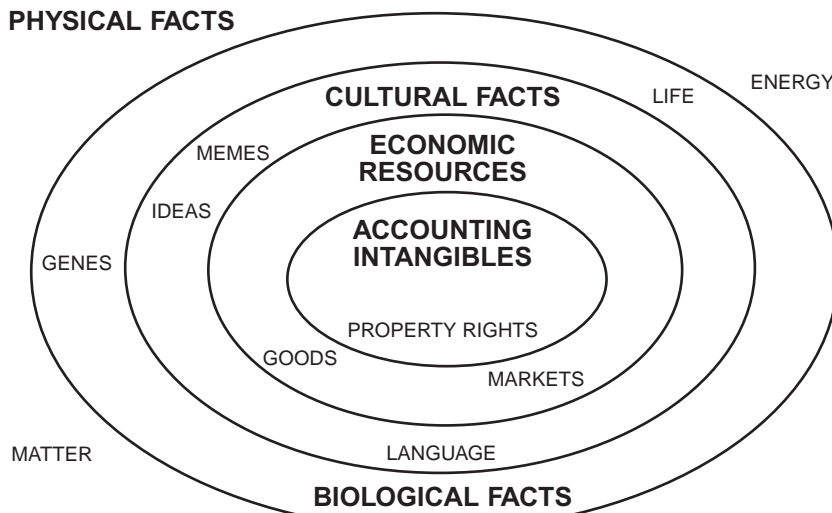 PHYSICAL FACTS
ENERGY
LIFE
CULTURAL FACTS
MEMES
ECONOMIC
RESOURCES
IDEAS
ACCOUNTING
INTANGIBLES
GENES
PROPERTY RIGHTS
GOODS
MARKETS
LANGUAGE
MATTER
BIOLOGICAL FACTS